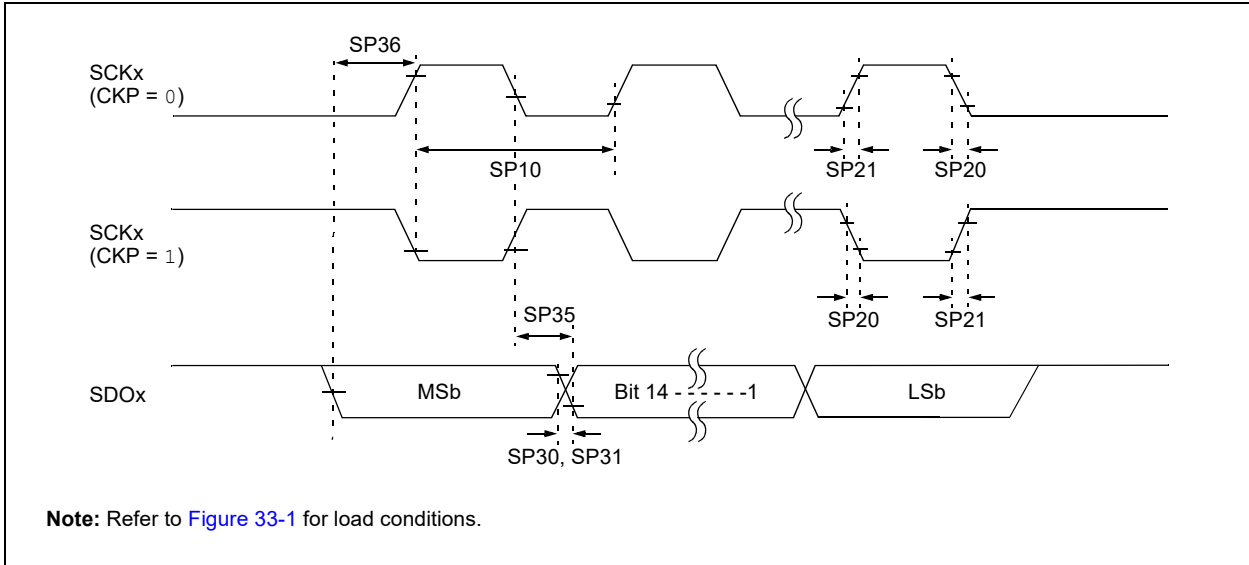 SP36
SCKx
(CKP = 0)
SP10
SP21
SP20
SCKx
(CKP = 1)
SP35
SP20
SP21
SDOx
MSb
Bit 14 - - - - - - -1
LSb
SP30, SP31
Note: Refer to Figure 33-1 for load conditions.